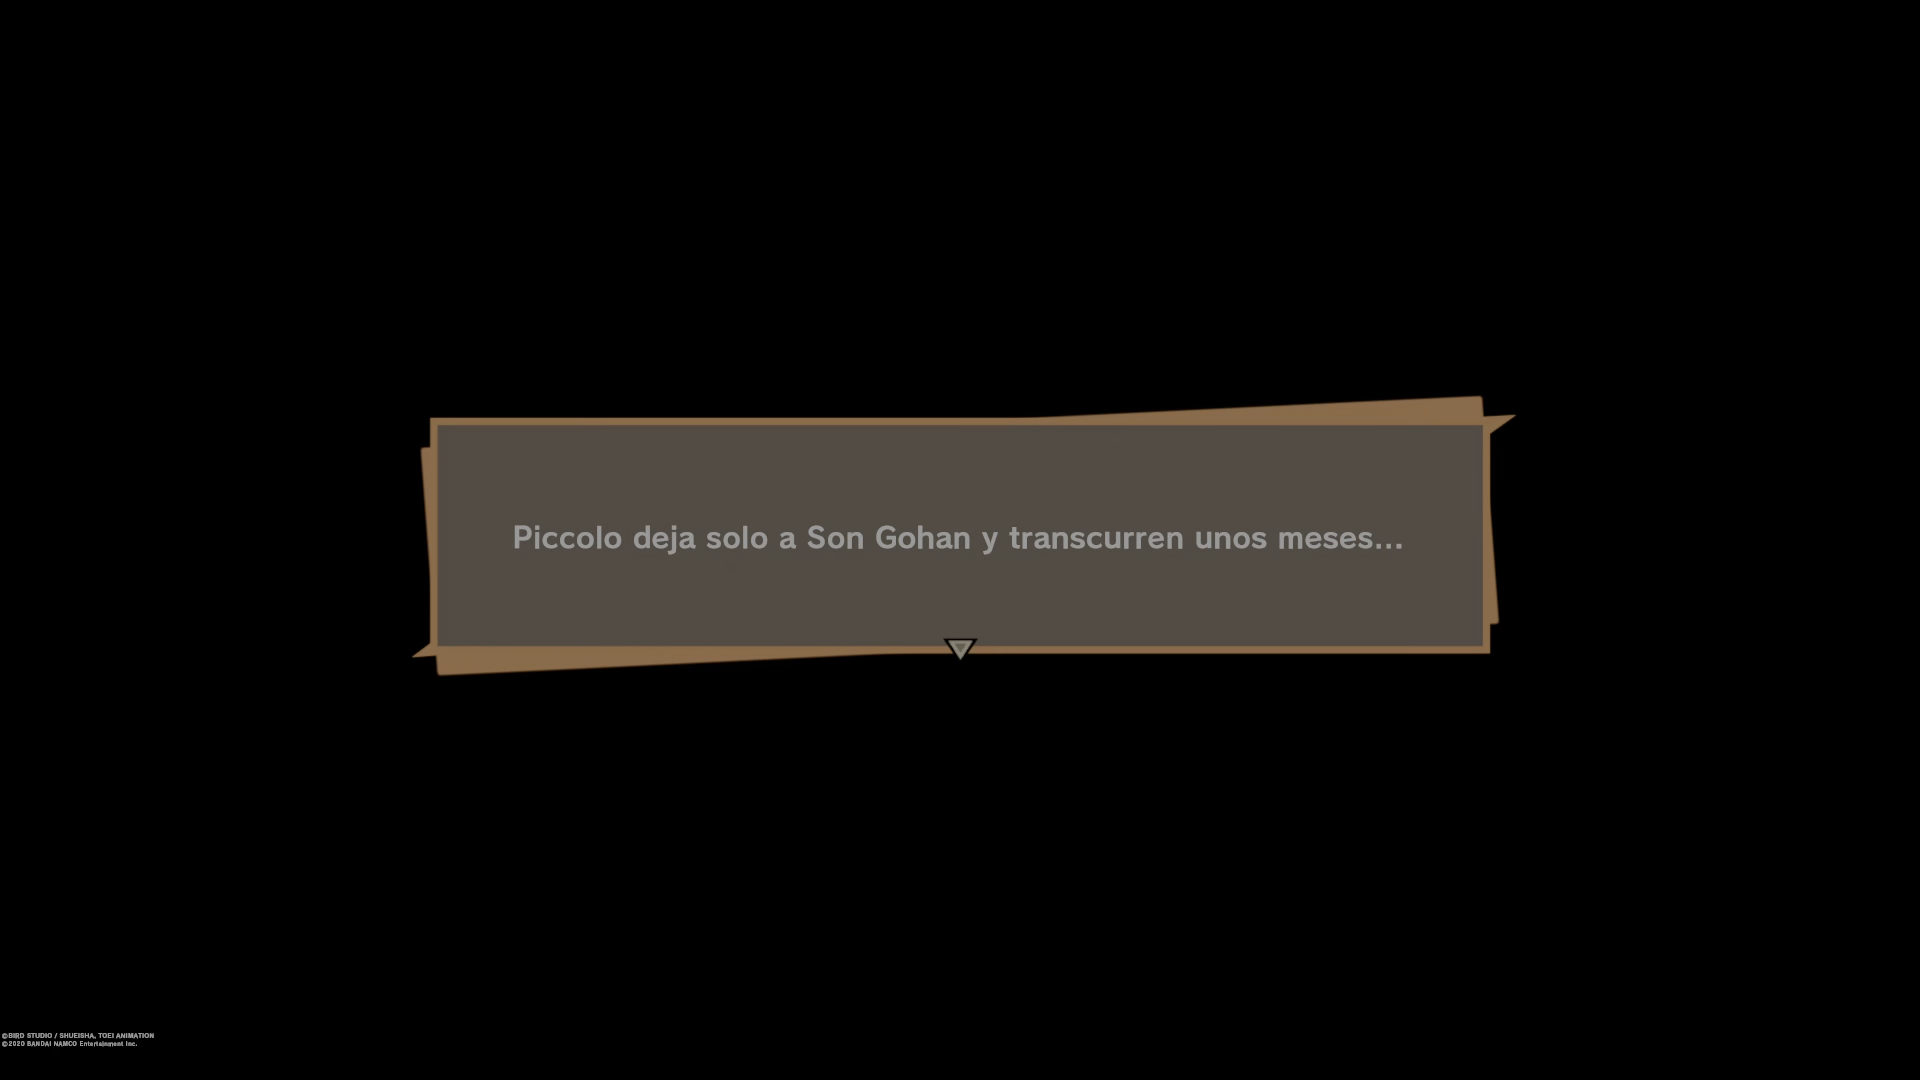 Piccolo deja solo a Son Gohan y transcurren unos meses...
©BIRD STUDIO / SHUEISHA, TOEI ANIMATION
©2020 BANDAI NAMCO Entertainment Inc.